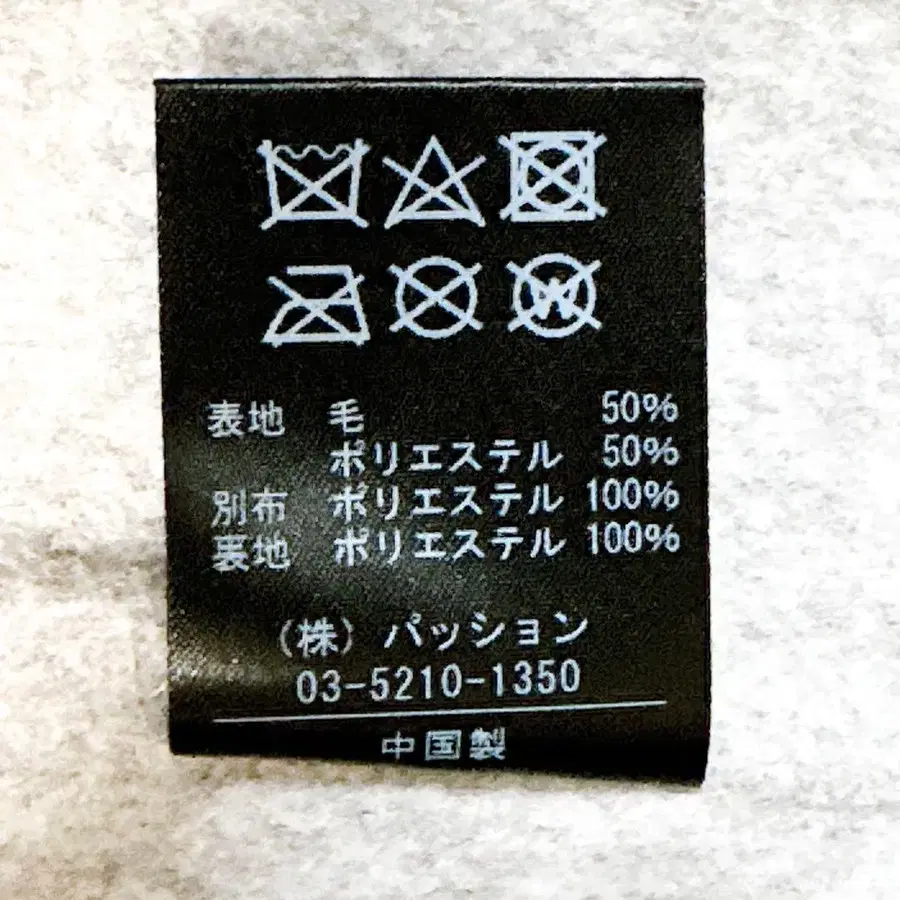 W
表地 毛 50%
ポリエステル 50%
別布 ポリエステル 100%
裏地 ポリエステル 100%
(株) パッション
03-5210-1350
中国製